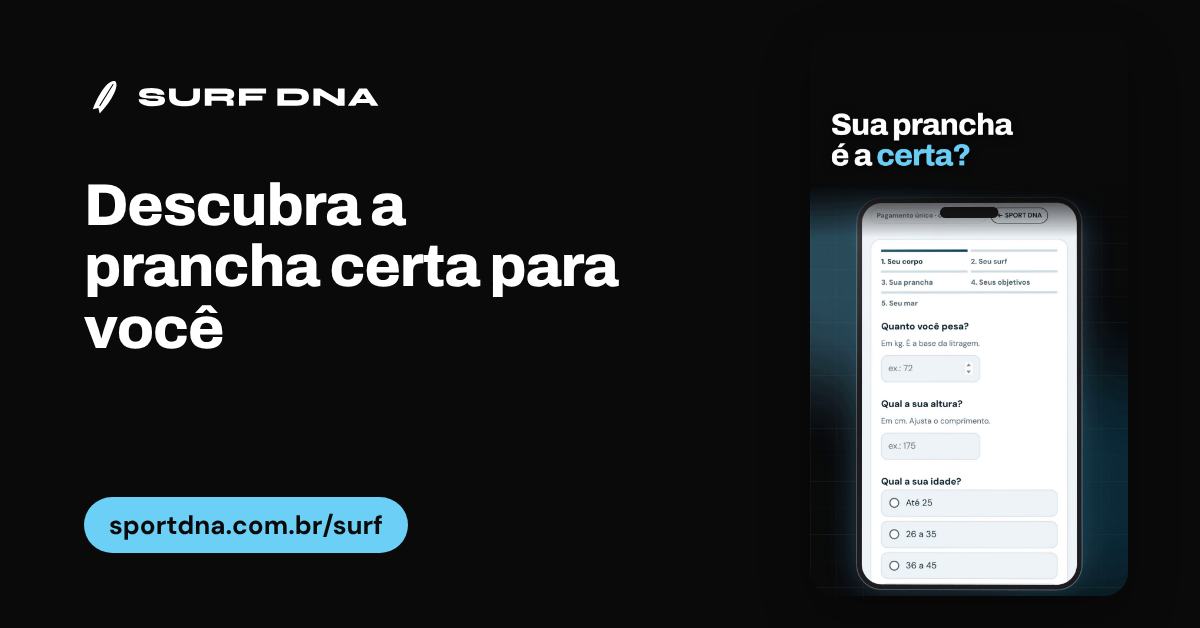 SURF DNA
Descubra a
prancha certa para
você
sportdna.com.br/surf
Sua prancha
é a certa?
Pagamento único ·
← SPORT DNA
1. Seu corpo
2. Seu surf
3. Sua prancha
4. Seus objetivos
5. Seu mar
Quanto você pesa?
Em kg. É a base da litragem.
ex.: 72
Qual a sua altura?
Em cm. Ajusta o comprimento.
ex.: 175
Qual a sua idade?
Até 25
26 a 35
36 a 45